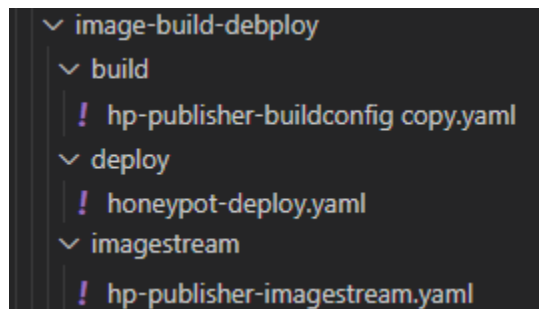 image-build-debploy
build
! hp-publisher-buildconfig copy.yaml
deploy
! honeypot-deploy.yaml
imagestream
! hp-publisher-imagestream.yaml